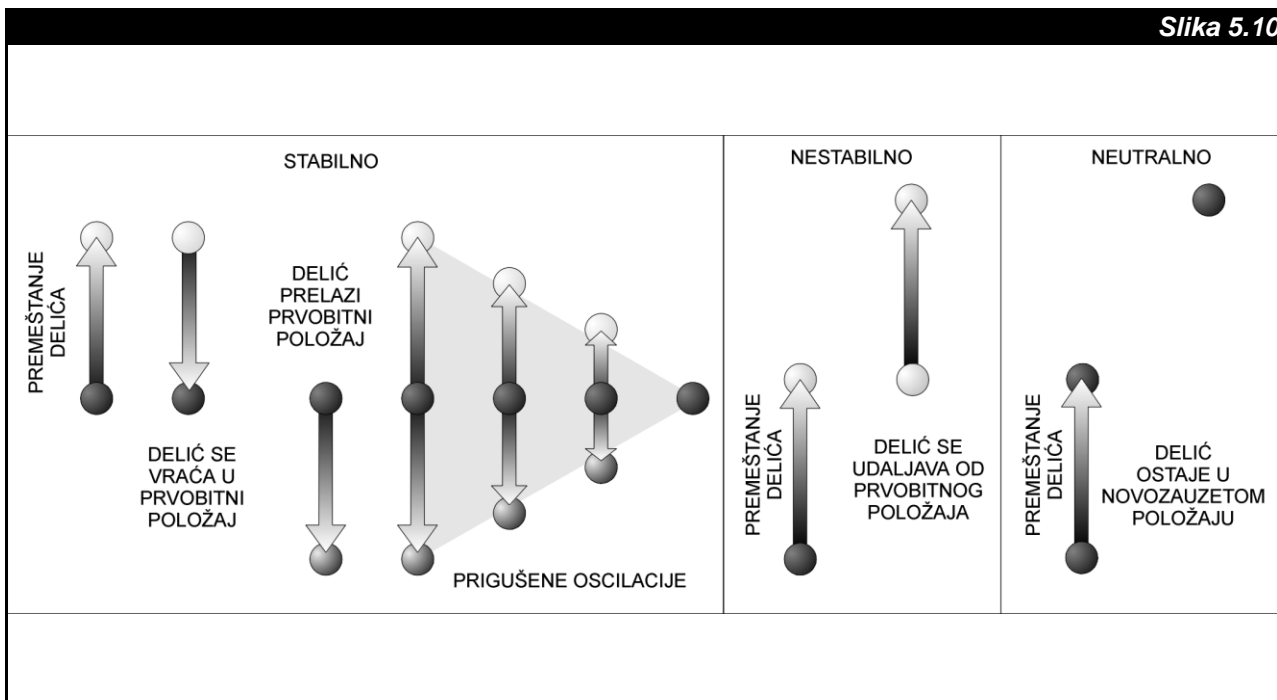 Slika 5.10
STABILNO
PREMEŠTANJE
DELIĆA
DELIĆ SE
VRAĆA U
PRVOBITNI
POLOŽAJ
DELIĆ
PRELAZI
PRVOBITNI
POLOŽAJ
PRIGUŠENE OSCILACIJE
NESTABILNO
PREMEŠTANJE
DELIĆA
DELIĆ SE
UDALJAVA OD
PRVOBITNOG
POLOŽAJA
NEUTRALNO
PREMEŠTANJE
DELIĆA
DELIĆ
OSTAJE U
NOVOZAUZETOM
POLOŽAJU